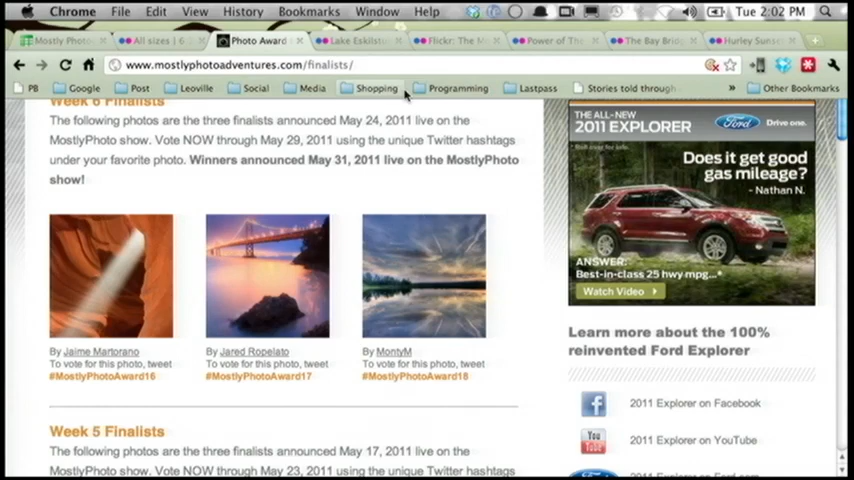 Chrome File Edit View History Bookmarks Window Help Tue 2:02 PM
Mostly Photo All sizes | 6 Photo Award Lake Eskilstun Flickr: The M Power of The The Bay Bridg Hurley Sunse
www.mostlyphotoadventures.com/finalists/
PB Google Post Leoville Social Media Shopping Programming Lastpass Stories told through » Other Bookmarks
Week 6 Finalists
The following photos are the three finalists announced May 24, 2011 live on the
MostlyPhoto show. Vote NOW through May 29, 2011 using the unique Twitter hashtags
under your favorite photo. Winners announced May 31, 2011 live on the MostlyPhoto
show!
By Jaime Martorano
To vote for this photo, tweet
#MostlyPhotoAward16
By Jared Ropelato
To vote for this photo, tweet
#MostlyPhotoAward17
By MontyM
To vote for this photo, tweet
#MostlyPhotoAward18
Week 5 Finalists
The following photos are the three finalists announced May 17, 2011 live on the
MostlyPhoto show. Vote NOW through May 23, 2011 using the unique Twitter hashtags
THE ALL-NEW
2011 EXPLORER
Ford
Drive one.
Does it get good
gas mileage?
- Nathan N.
ANSWER:
Best-in-class 25 hwy mpg...*
Watch Video
Learn more about the 100%
reinvented Ford Explorer
2011 Explorer on Facebook
You Tube
2011 Explorer on YouTube